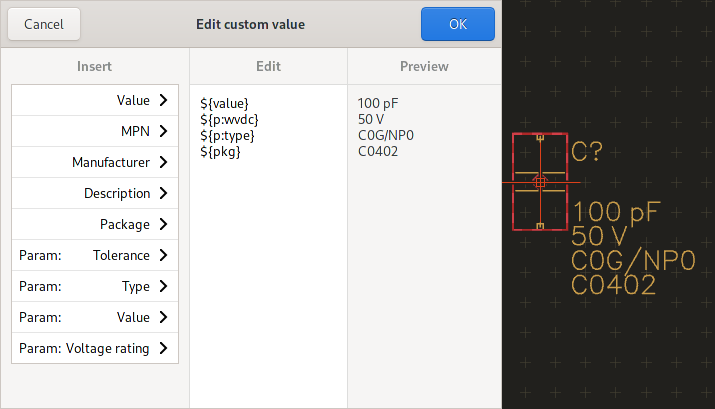 Cancel
Edit custom value
OK
Insert
Edit
Preview
Value
MPN
Manufacturer
Description
Package
Param: Tolerance
Param: Type
Param: Value
Param: Voltage rating
${value}
${p:wvdc}
${p:type}
${pkg}
100 pF
50 V
C0G/NP0
C0402
C?
100 pF
50 V
C0G/NP0
C0402